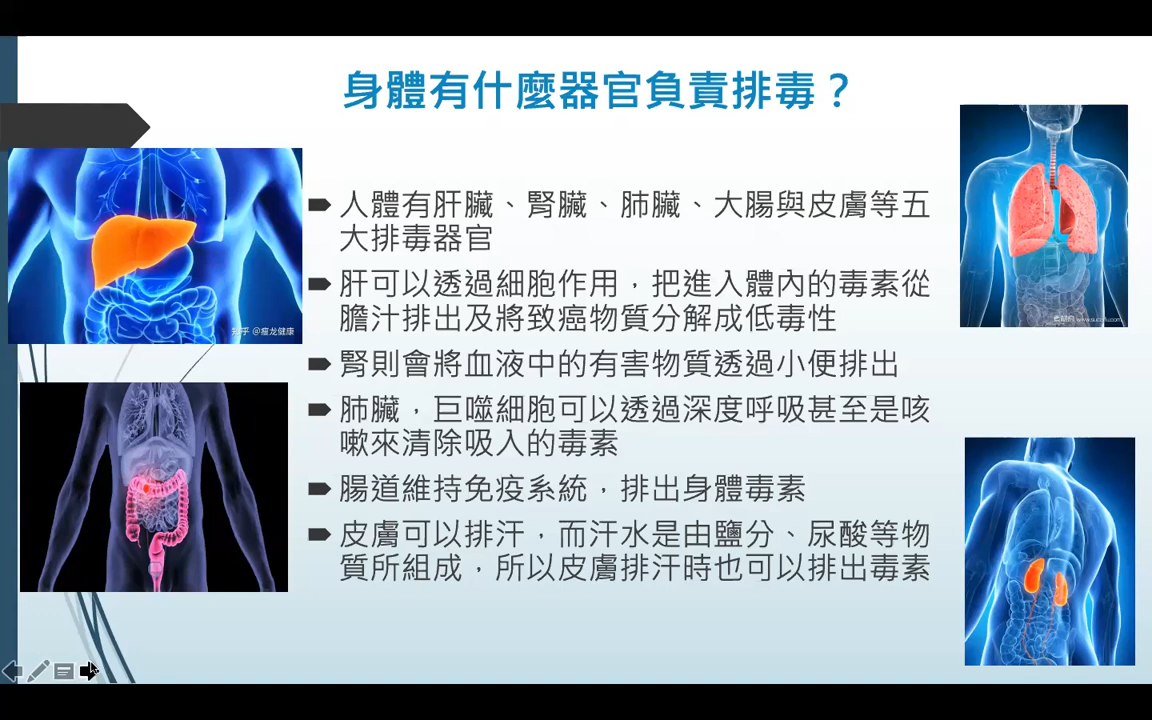 身體有什麼器官負責排毒？
人體有肝臟、腎臟、肺臟、大腸與皮膚等五
大排毒器官
肝可以透過細胞作用，把進入體內的毒素從
膽汁排出及將致癌物質分解成低毒性
腎則會將血液中的有害物質透過小便排出
肺臟，巨噬細胞可以透過深度呼吸甚至是咳
嗽來清除吸入的毒素
腸道維持免疫系統，排出身體毒素
皮膚可以排汗，而汗水是由鹽分、尿酸等物
質所組成，所以皮膚排汗時也可以排出毒素
知乎 @瘦龙健康